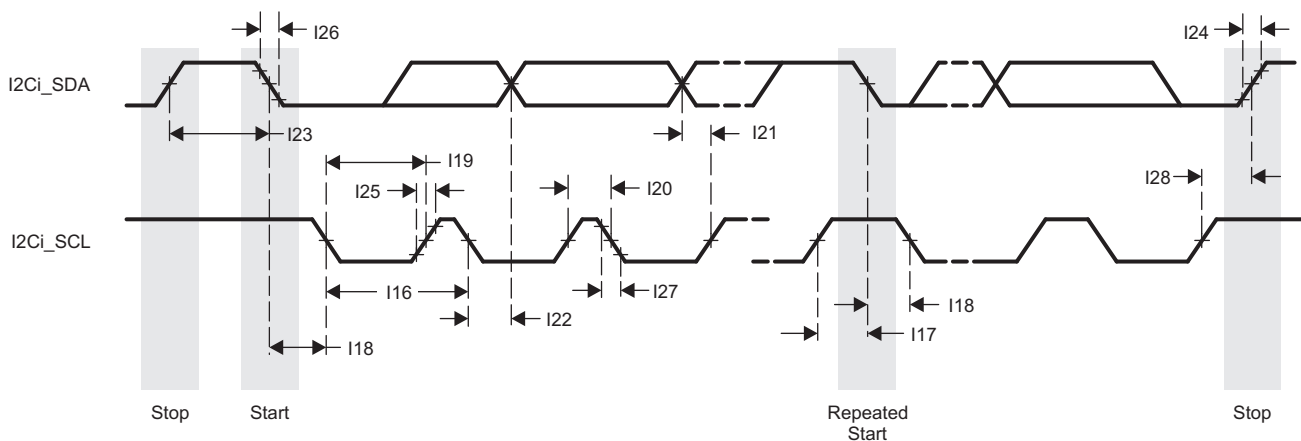 I26
I24
I2Ci_SDA
I23
I21
I19
I25
I20
I28
I2Ci_SCL
I16
I27
I18
I22
I17
I18
Stop
Start
Repeated
Start
Stop